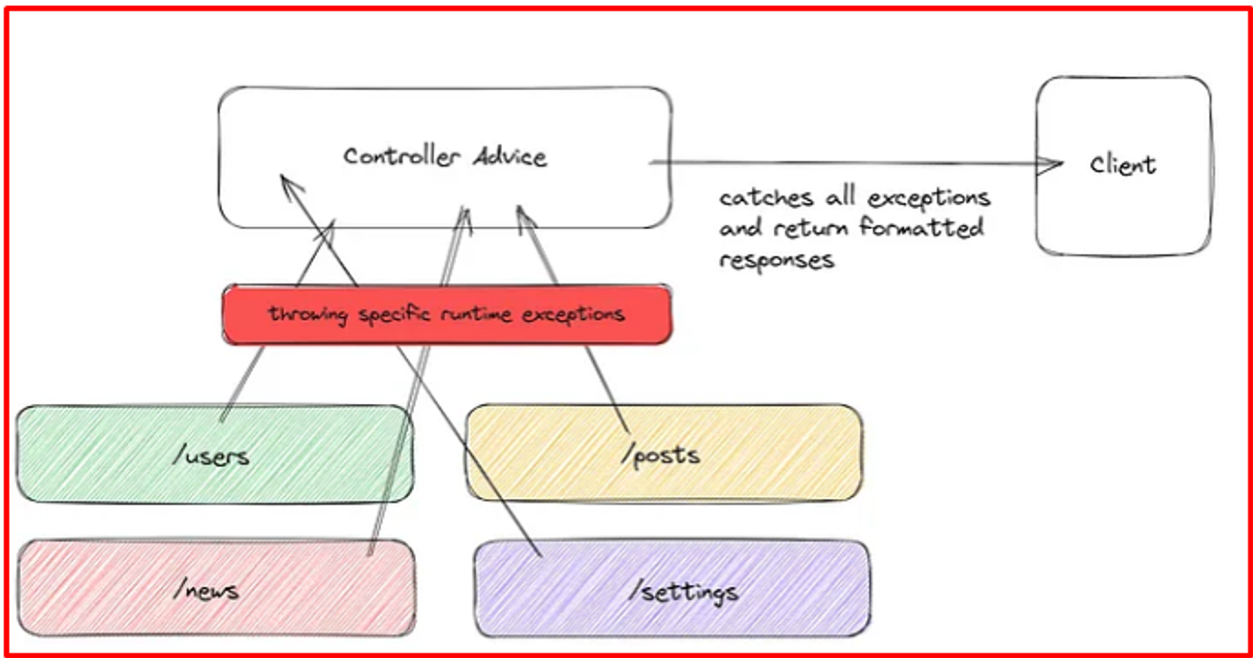 Controller Advice
Client
catches all exceptions
and return formatted
responses
throwing specific runtime exceptions
/users
/posts
/news
/settings